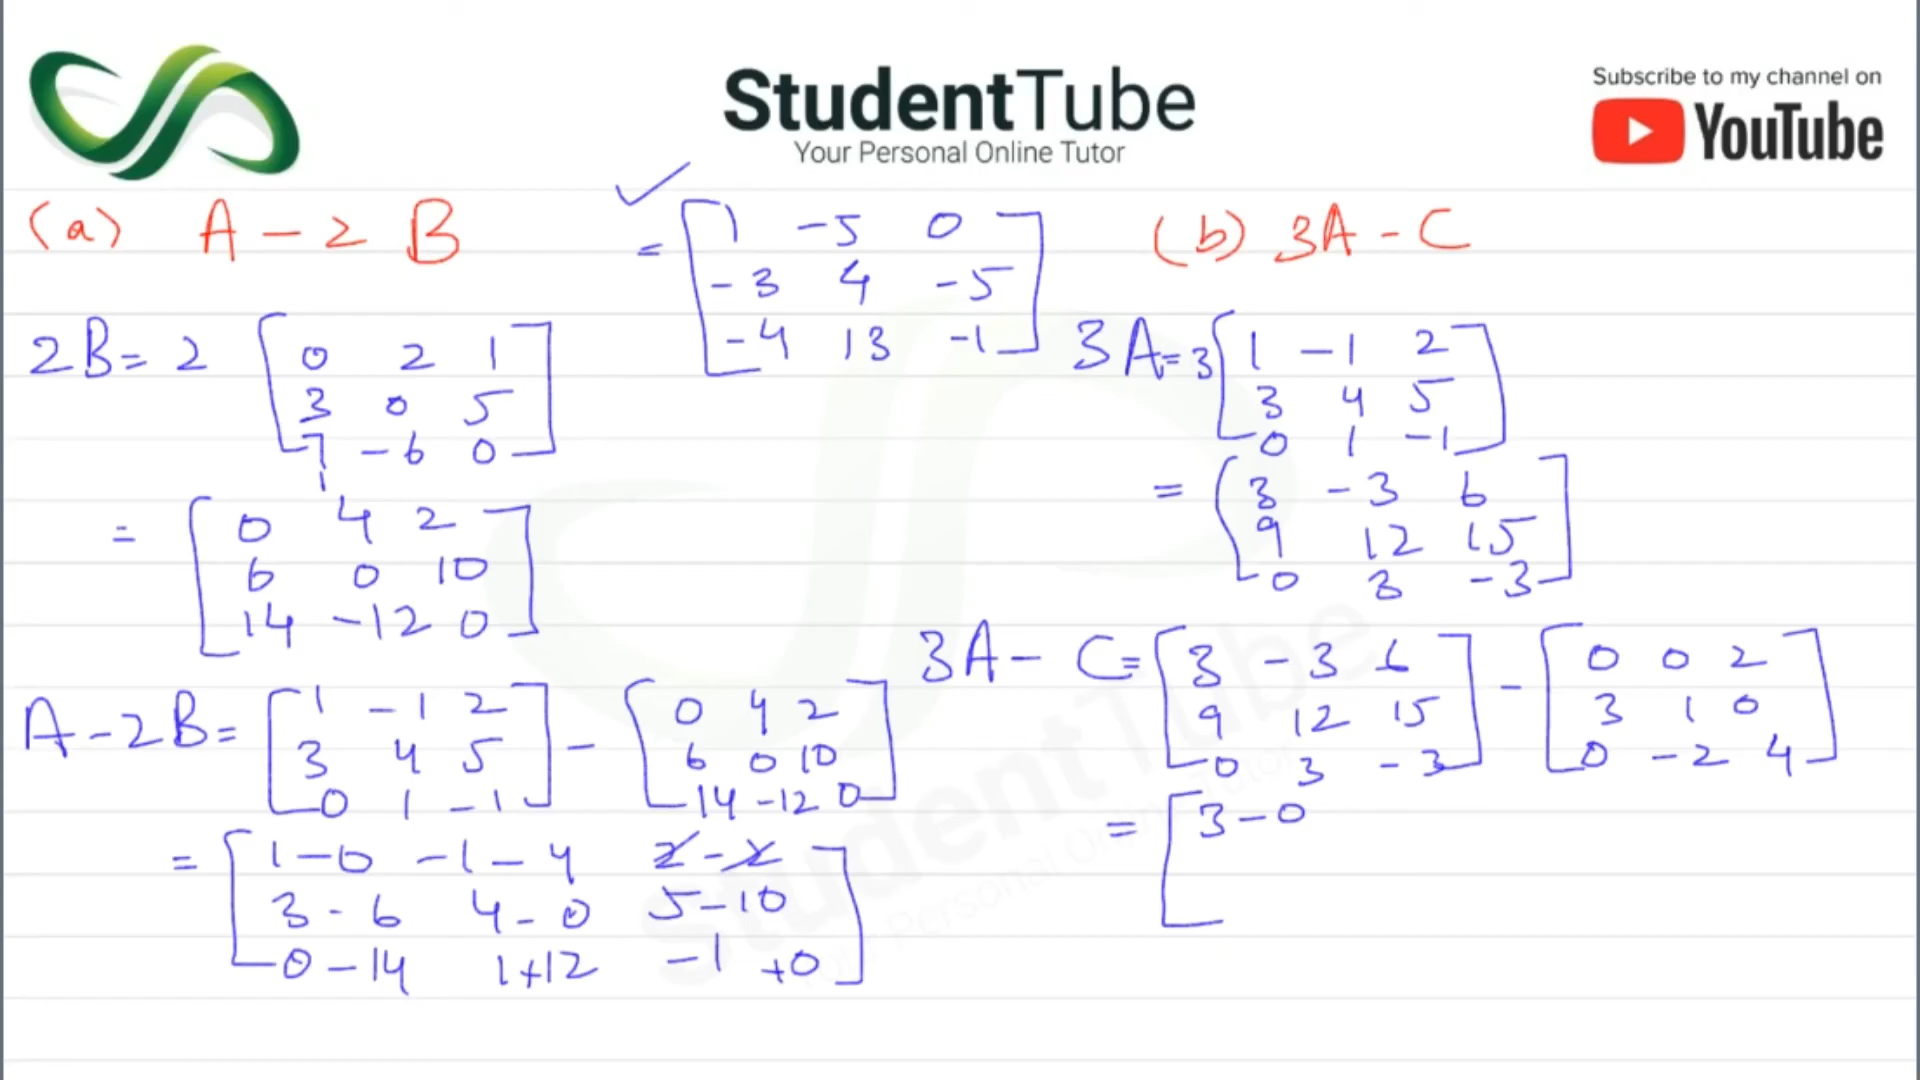 StudentTube
Your Personal Online Tutor
Subscribe to my channel on
YouTube
(a) A - 2 B
2B = 2 [ 0 2 1
3 0 5
7 -6 0 ]
= [ 0 4 2
6 0 10
14 -12 0 ]
A - 2B = [ 1 -1 2 ] - [ 0 4 2 ]
3 4 5 6 0 10
0 1 -1 14 -12 0
= [ 1-0 -1-4 2-2
3-6 4-0 5-10
0-14 1+12 -1+0 ]
✓
= [ 1 -5 0
-3 4 -5
-4 13 -1 ]
(b) 3A - C
3A = 3 [ 1 -1 2
3 4 5
0 1 -1 ]
= [ 3 -3 6
9 12 15
0 3 -3 ]
3A - C = [ 3 -3 6 ] - [ 0 0 2 ]
9 12 15 3 1 0
0 3 -3 0 -2 4
= [ 3-0
StudentTube
Your Personal Online Tutor